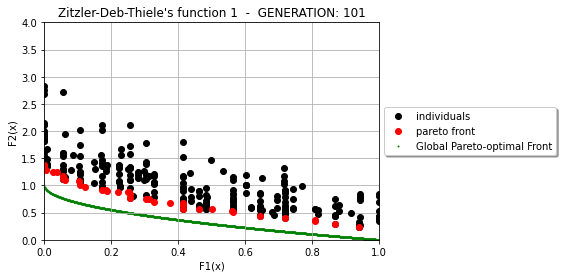 Zitzler-Deb-Thiele's function 1 - GENERATION: 101
4.0
3.5
3.0
2.5
2.0
1.5
1.0
0.5
0.0
F2(x)
0.0 0.2 0.4 0.6 0.8 1.0
F1(x)
individuals
pareto front
Global Pareto-optimal Front